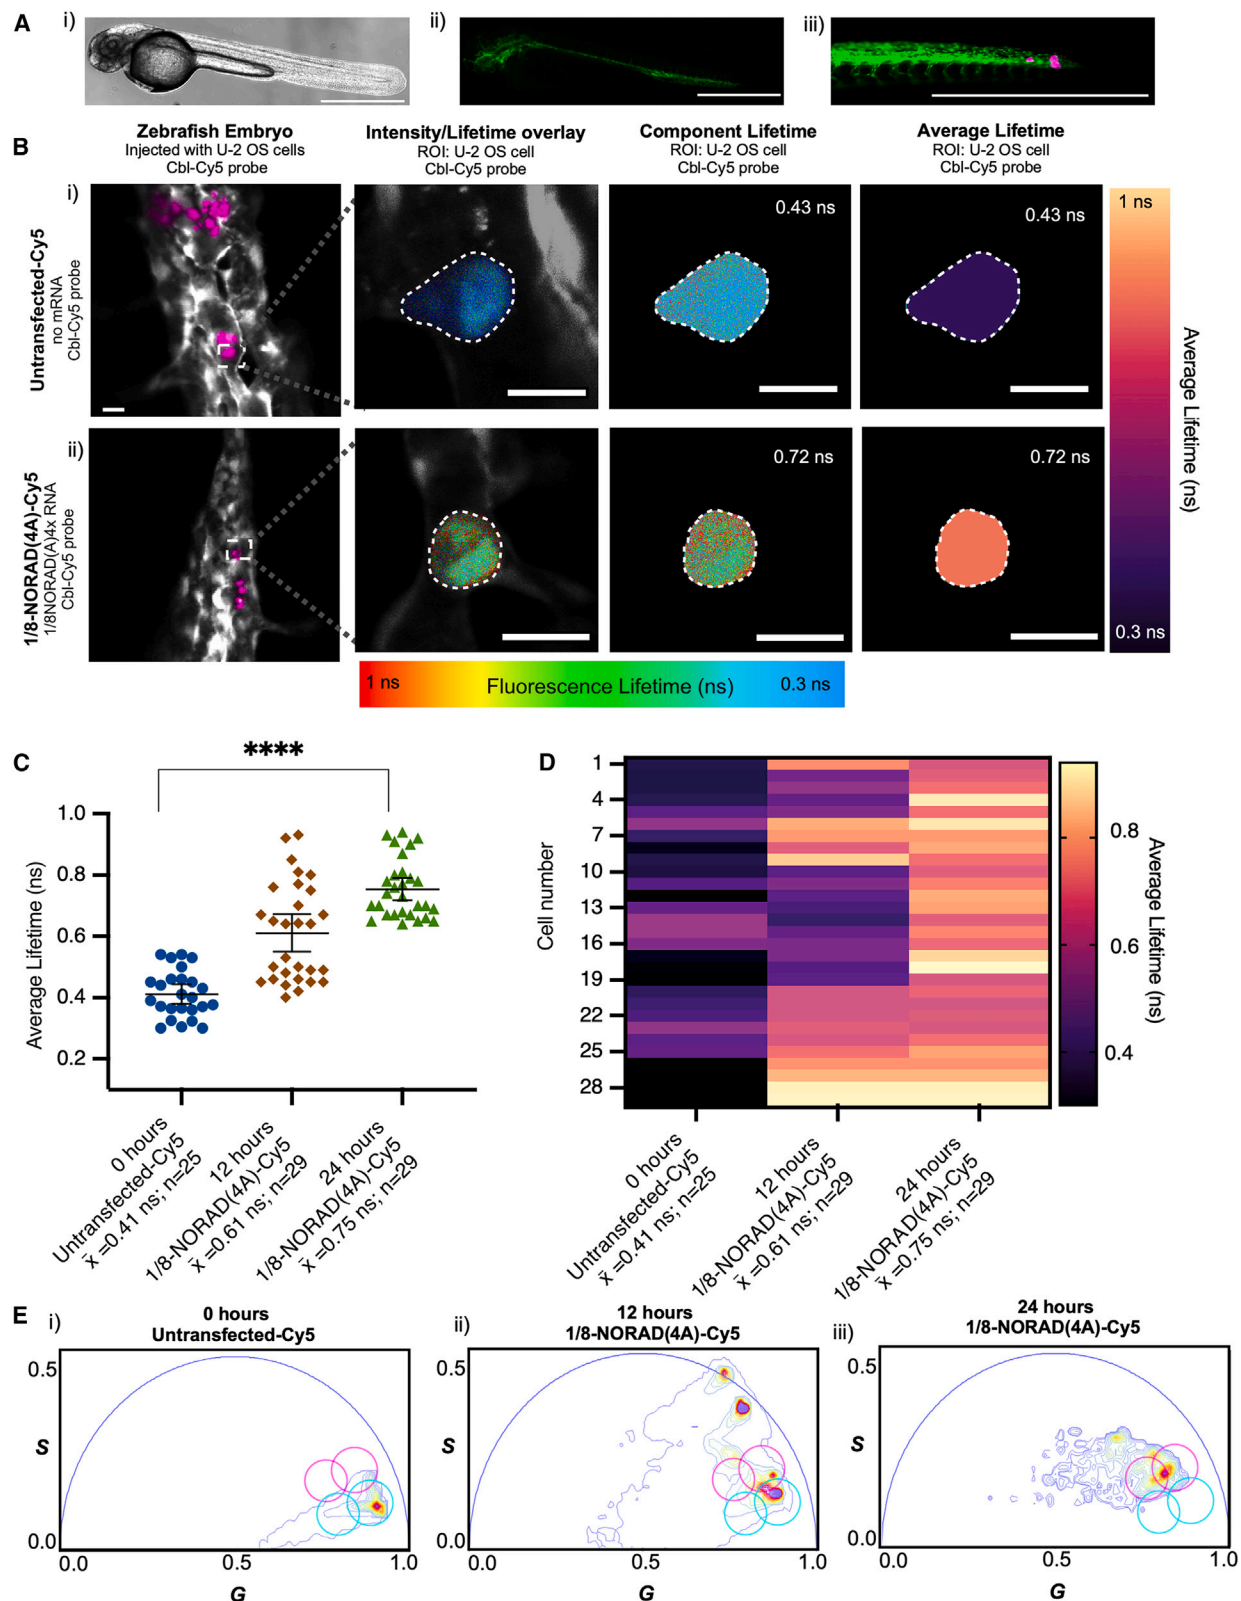 A
i)
ii)
iii)
B
Zebrafish Embryo
Injected with U-2 OS cells
Cbl-Cy5 probe
Intensity/Lifetime overlay
ROI: U-2 OS cell
Cbl-Cy5 probe
Component Lifetime
ROI: U-2 OS cell
Cbl-Cy5 probe
Average Lifetime
ROI: U-2 OS cell
Cbl-Cy5 probe
i)
Untransfected-Cy5
no mRNA
Cbl-Cy5 probe
0.43 ns
0.43 ns
ii)
1/8-NORAD(4A)-Cy5
1/8NORAD(A)4x RNA
Cbl-Cy5 probe
0.72 ns
0.72 ns
1 ns
Average Lifetime (ns)
0.3 ns
1 ns
Fluorescence Lifetime (ns)
0.3 ns
C
****
Average Lifetime (ns)
1.0
0.8
0.6
0.4
0.2
0 hours
Untransfected-Cy5
x̄ =0.41 ns; n=25
12 hours
1/8-NORAD(4A)-Cy5
x̄ =0.61 ns; n=29
24 hours
1/8-NORAD(4A)-Cy5
x̄ =0.75 ns; n=29
D
Cell number
1
4
7
10
13
16
19
22
25
28
0.8
0.6
0.4
Average Lifetime (ns)
0 hours
Untransfected-Cy5
x̄ =0.41 ns; n=25
12 hours
1/8-NORAD(4A)-Cy5
x̄ =0.61 ns; n=29
24 hours
1/8-NORAD(4A)-Cy5
x̄ =0.75 ns; n=29
E
i)
0 hours
Untransfected-Cy5
0.5
S
0.0
0.0
0.5
1.0
G
ii)
12 hours
1/8-NORAD(4A)-Cy5
0.5
S
0.0
0.0
0.5
1.0
G
iii)
24 hours
1/8-NORAD(4A)-Cy5
0.5
S
0.0
0.0
0.5
1.0
G